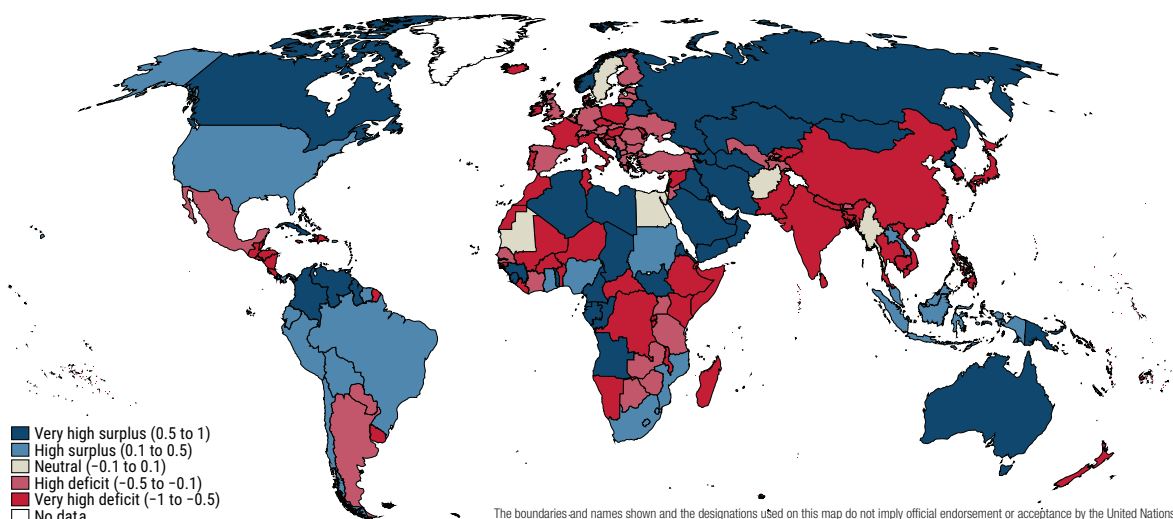 Very high surplus (0.5 to 1)
High surplus (0.1 to 0.5)
Neutral (−0.1 to 0.1)
High deficit (−0.5 to −0.1)
Very high deficit (−1 to −0.5)
No data
The boundaries and names shown and the designations used on this map do not imply official endorsement or acceptance by the United Nations